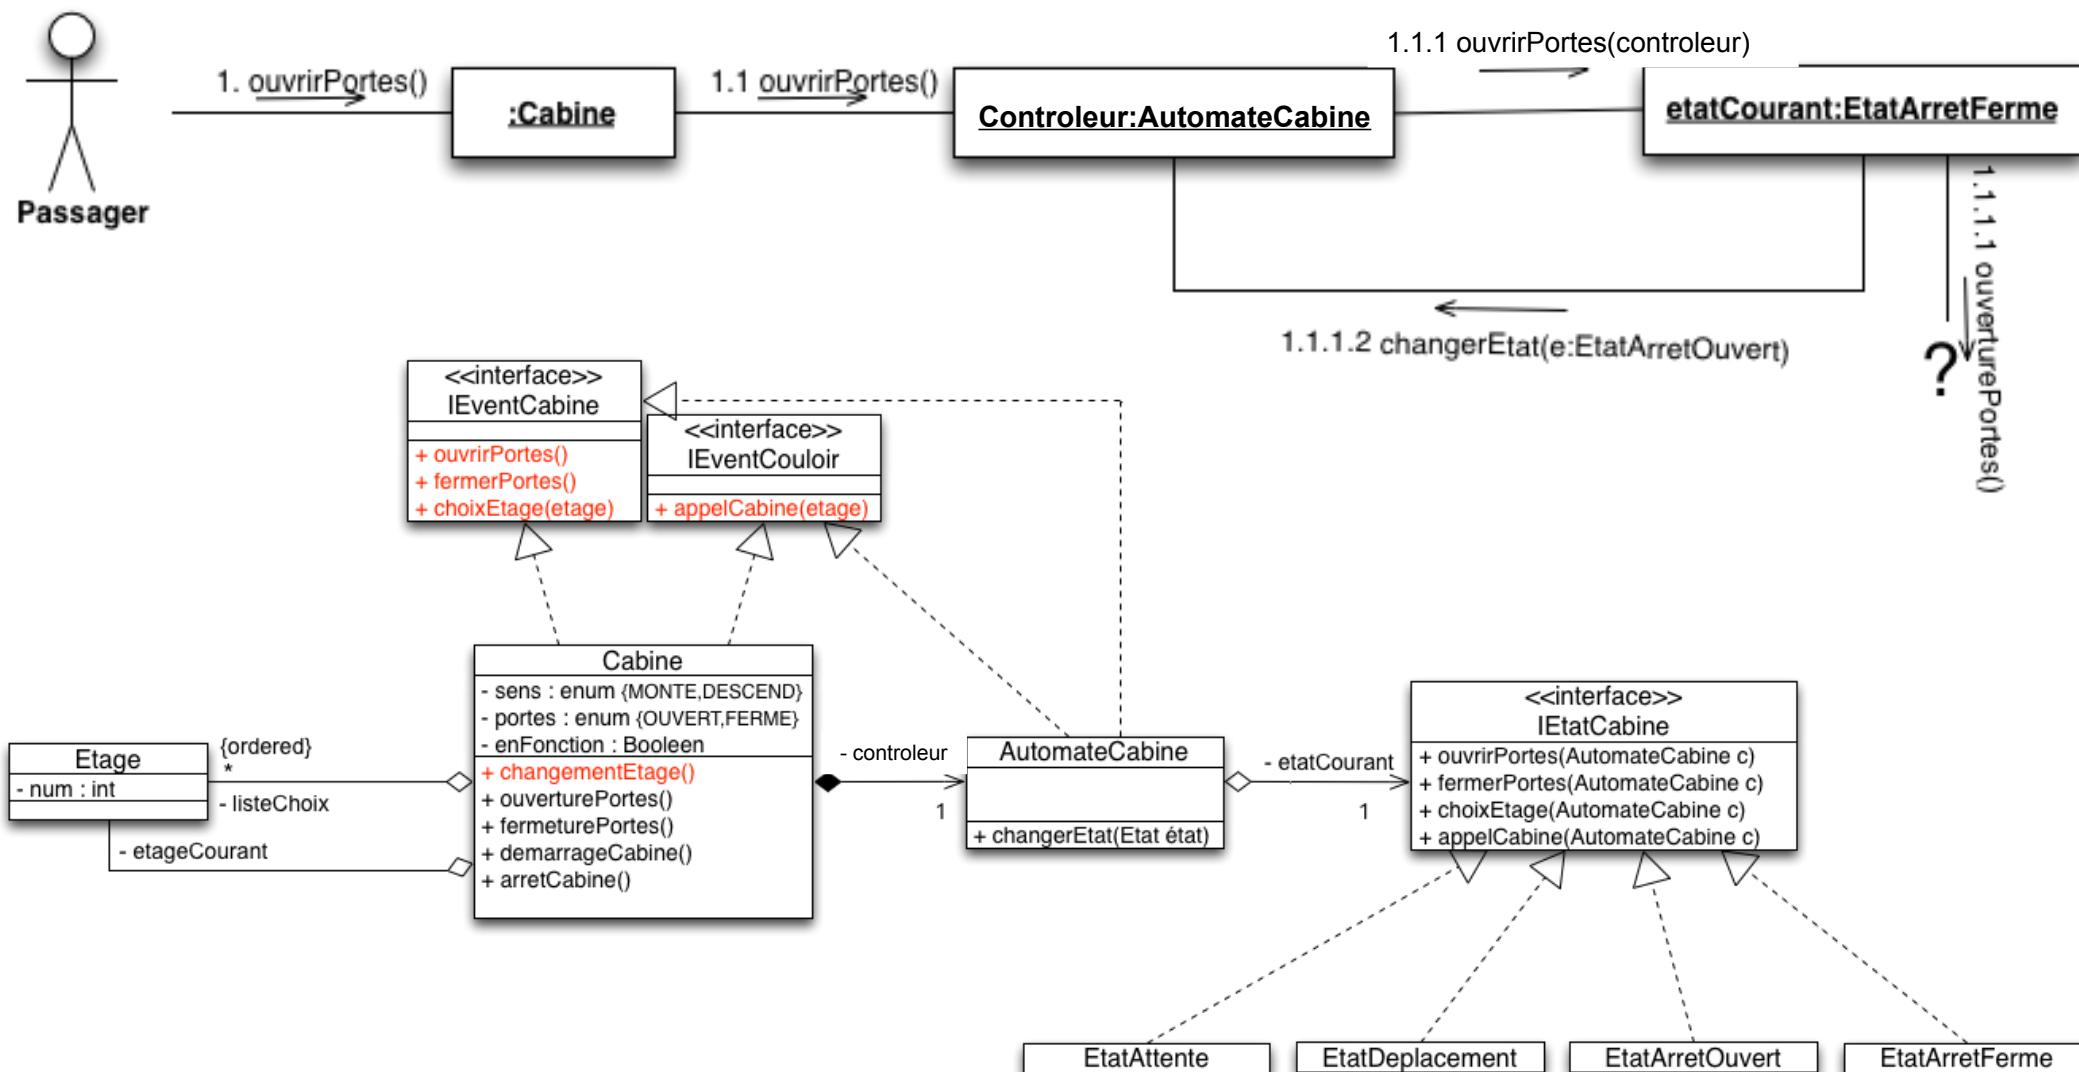 1.1.1 ouvrirPortes(controleur)
1. ouvrirPortes()
1.1 ouvrirPortes()
:Cabine
Controleur:AutomateCabine
etatCourant:EtatArretFerme
Passager
1.1.1.1 ouverturePortes()
?
1.1.1.2 changerEtat(e:EtatArretOuvert)
<<interface>>
IEventCabine
+ ouvrirPortes()
+ fermerPortes()
+ choixEtage(etage)
<<interface>>
IEventCouloir
+ appelCabine(etage)
Cabine
- sens : enum {MONTE,DESCEND}
- portes : enum {OUVERT,FERME}
- enFonction : Booleen
+ changementEtage()
+ ouverturePortes()
+ fermeturePortes()
+ demarrageCabine()
+ arretCabine()
Etage
- num : int
{ordered}
*
- listeChoix
- etageCourant
- controleur
1
AutomateCabine
+ changerEtat(Etat état)
- etatCourant
1
<<interface>>
IEtatCabine
+ ouvrirPortes(AutomateCabine c)
+ fermerPortes(AutomateCabine c)
+ choixEtage(AutomateCabine c)
+ appelCabine(AutomateCabine c)
EtatAttente
EtatDeplacement
EtatArretOuvert
EtatArretFerme